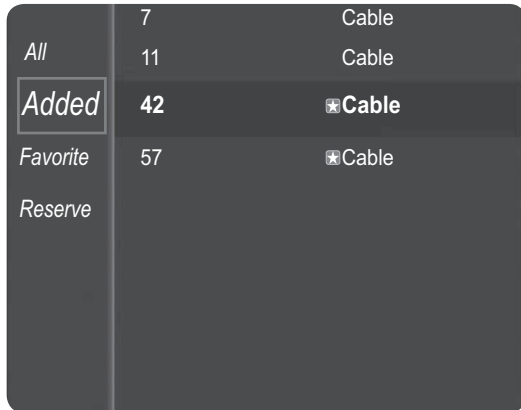 7 Cable
All
11 Cable
Added
42 ★Cable
Favorite
57 ★Cable
Reserve